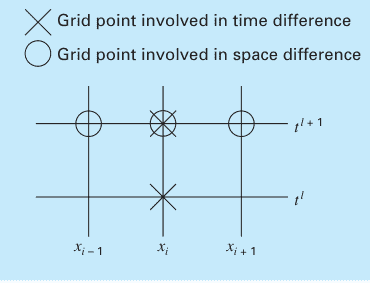 Grid point involved in time difference
Grid point involved in space difference
t^{l + 1}
t^{l}
x_{i – 1} x_{i} x_{i + 1}